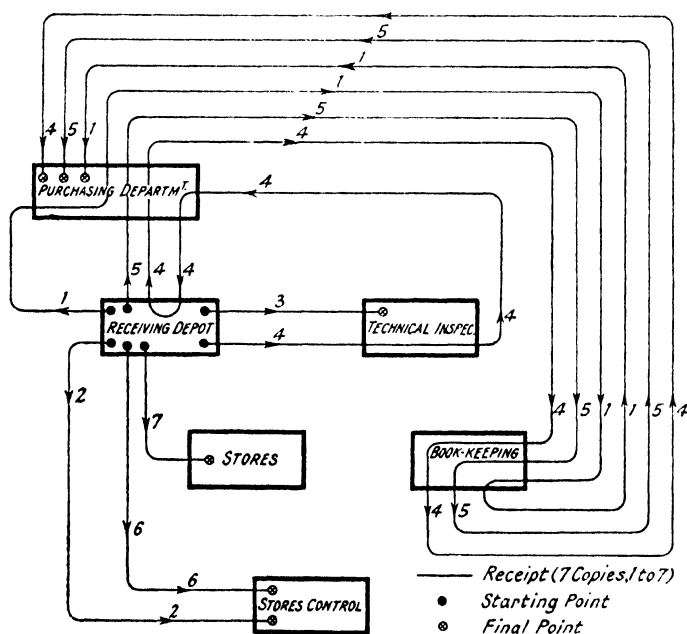 5
1
1
5
4
4 5 1
PURCHASING DEPARTMT.
4
5 4 4
1
3
RECEIVING DEPOT
TECHNICAL INSPEC.
4
4
2
7
STORES
4 5 1 1 5 4
BOOK-KEEPING
4 5
6
6
STORES CONTROL
2
Receipt (7 Copies, 1 to 7)
Starting Point
Final Point